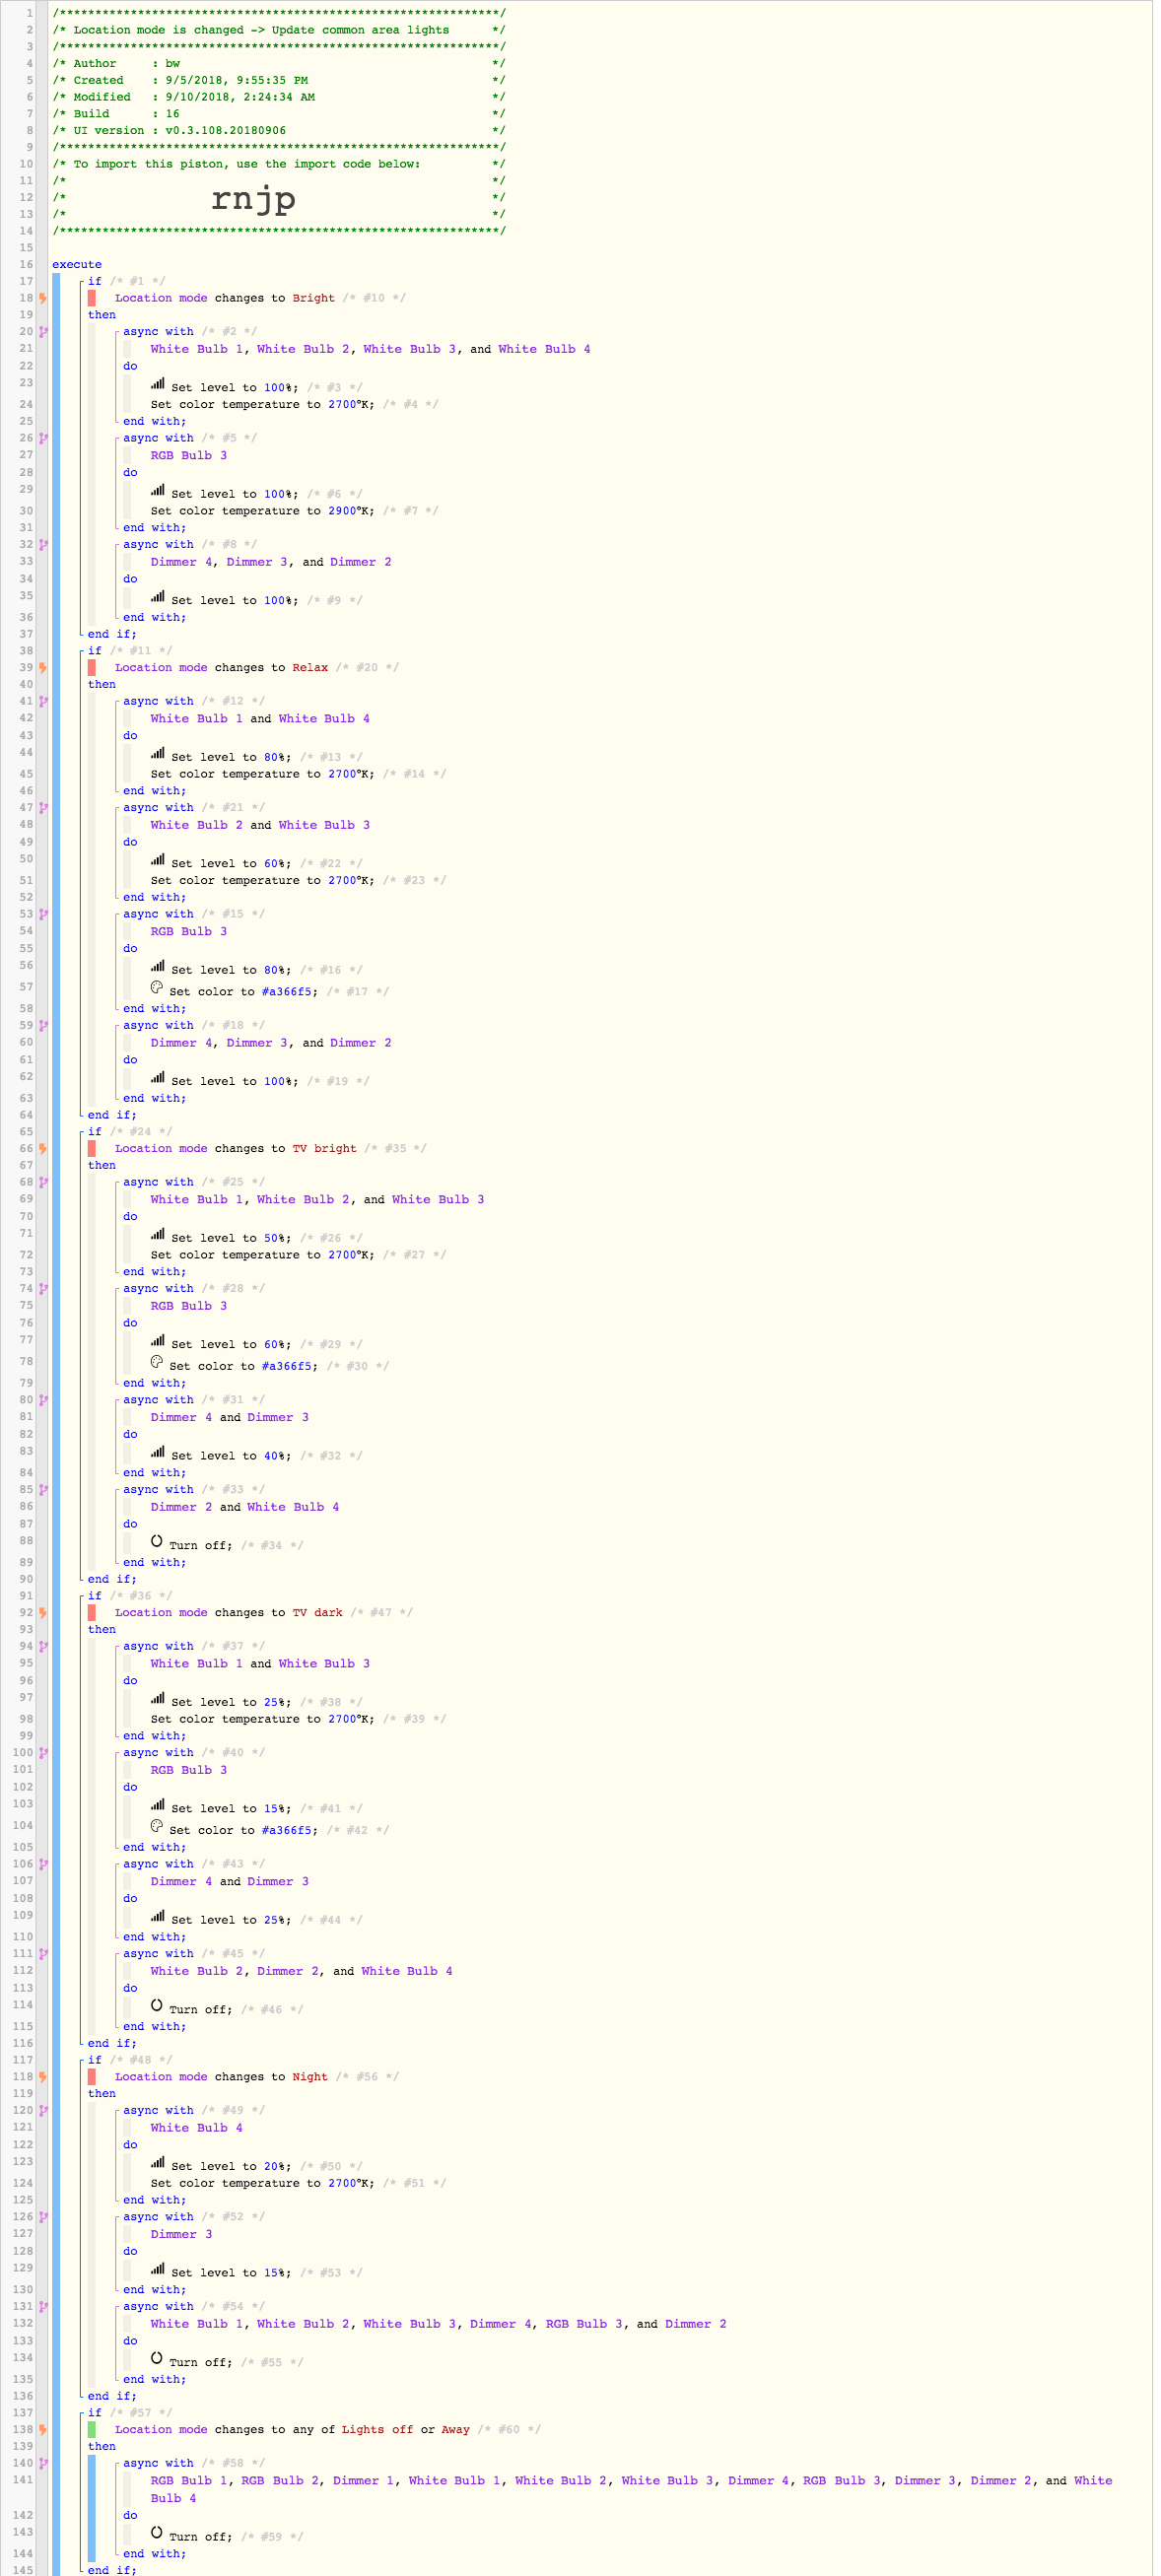 1 /*************************************************************/
2 /* Location mode is changed -> Update common area lights */
3 /*************************************************************/
4 /* Author : bw */
5 /* Created : 9/5/2018, 9:55:35 PM */
6 /* Modified : 9/10/2018, 2:24:34 AM */
7 /* Build : 16 */
8 /* UI version : v0.3.108.20180906 */
9 /*************************************************************/
10 /* To import this piston, use the import code below: */
11 /* */
12 /* rnjp */
13 /* */
14 /*************************************************************/
15
16 execute
17 if /* #1 */
18 Location mode changes to Bright /* #10 */
19 then
20 async with /* #2 */
21 White Bulb 1, White Bulb 2, White Bulb 3, and White Bulb 4
22 do
23 Set level to 100%; /* #3 */
24 Set color temperature to 2700°K; /* #4 */
25 end with;
26 async with /* #5 */
27 RGB Bulb 3
28 do
29 Set level to 100%; /* #6 */
30 Set color temperature to 2900°K; /* #7 */
31 end with;
32 async with /* #8 */
33 Dimmer 4, Dimmer 3, and Dimmer 2
34 do
35 Set level to 100%; /* #9 */
36 end with;
37 end if;
38 if /* #11 */
39 Location mode changes to Relax /* #20 */
40 then
41 async with /* #12 */
42 White Bulb 1 and White Bulb 4
43 do
44 Set level to 80%; /* #13 */
45 Set color temperature to 2700°K; /* #14 */
46 end with;
47 async with /* #21 */
48 White Bulb 2 and White Bulb 3
49 do
50 Set level to 60%; /* #22 */
51 Set color temperature to 2700°K; /* #23 */
52 end with;
53 async with /* #15 */
54 RGB Bulb 3
55 do
56 Set level to 80%; /* #16 */
57 Set color to #a366f5; /* #17 */
58 end with;
59 async with /* #18 */
60 Dimmer 4, Dimmer 3, and Dimmer 2
61 do
62 Set level to 100%; /* #19 */
63 end with;
64 end if;
65 if /* #24 */
66 Location mode changes to TV bright /* #35 */
67 then
68 async with /* #25 */
69 White Bulb 1, White Bulb 2, and White Bulb 3
70 do
71 Set level to 50%; /* #26 */
72 Set color temperature to 2700°K; /* #27 */
73 end with;
74 async with /* #28 */
75 RGB Bulb 3
76 do
77 Set level to 60%; /* #29 */
78 Set color to #a366f5; /* #30 */
79 end with;
80 async with /* #31 */
81 Dimmer 4 and Dimmer 3
82 do
83 Set level to 40%; /* #32 */
84 end with;
85 async with /* #33 */
86 Dimmer 2 and White Bulb 4
87 do
88 Turn off; /* #34 */
89 end with;
90 end if;
91 if /* #36 */
92 Location mode changes to TV dark /* #47 */
93 then
94 async with /* #37 */
95 White Bulb 1 and White Bulb 3
96 do
97 Set level to 25%; /* #38 */
98 Set color temperature to 2700°K; /* #39 */
99 end with;
100 async with /* #40 */
101 RGB Bulb 3
102 do
103 Set level to 15%; /* #41 */
104 Set color to #a366f5; /* #42 */
105 end with;
106 async with /* #43 */
107 Dimmer 4 and Dimmer 3
108 do
109 Set level to 25%; /* #44 */
110 end with;
111 async with /* #45 */
112 White Bulb 2, Dimmer 2, and White Bulb 4
113 do
114 Turn off; /* #46 */
115 end with;
116 end if;
117 if /* #48 */
118 Location mode changes to Night /* #56 */
119 then
120 async with /* #49 */
121 White Bulb 4
122 do
123 Set level to 20%; /* #50 */
124 Set color temperature to 2700°K; /* #51 */
125 end with;
126 async with /* #52 */
127 Dimmer 3
128 do
129 Set level to 15%; /* #53 */
130 end with;
131 async with /* #54 */
132 White Bulb 1, White Bulb 2, White Bulb 3, Dimmer 4, RGB Bulb 3, and Dimmer 2
133 do
134 Turn off; /* #55 */
135 end with;
136 end if;
137 if /* #57 */
138 Location mode changes to any of Lights off or Away /* #60 */
139 then
140 async with /* #58 */
141 RGB Bulb 1, RGB Bulb 2, Dimmer 1, White Bulb 1, White Bulb 2, White Bulb 3, Dimmer 4, RGB Bulb 3, Dimmer 3, Dimmer 2, and White
Bulb 4
142 do
143 Turn off; /* #59 */
144 end with;
145 end if;